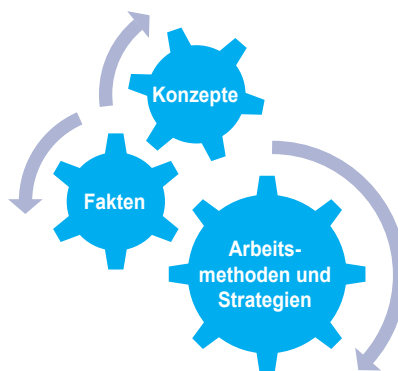 Konzepte
Fakten
Arbeits-
methoden und
Strategien